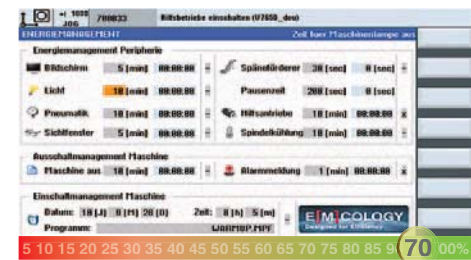 JOG 700833 Hilfsbetriebe einschalten (U7650_deu)
ENERGIEMANAGEMENT Zeit fuer Maschinenlampe aus
Energiemanagement Peripherie
Bildschirm 5 [min] 00:00:00 Späneförderer 30 [sec] 0 [sec]
Licht 10 [min] 00:00:00 Pausenzeit 200 [sec] 0 [sec]
Pneumatik 10 [min] 00:00:00 Hilfsantriebe 10 [min] 00:00:00 x
Sichtfenster 5 [min] 00:00:00 Spindelkühlung 10 [min] 00:00:00
Ausschaltmanagement Maschine
Maschine aus 10 [min] 00:00:00 Alarmmeldung 1 [min] 00:00:00 x
Einschaltmanagement Maschine
Datum: [J] 0 [M] [D] Zeit: 0 [h] 5 [m]
Programm: WARMUP.MPF
E[M]COLOGY
Designed for Efficiency
5 10 15 20 25 30 35 40 45 50 55 60 65 70 75 80 85 9 70 00%